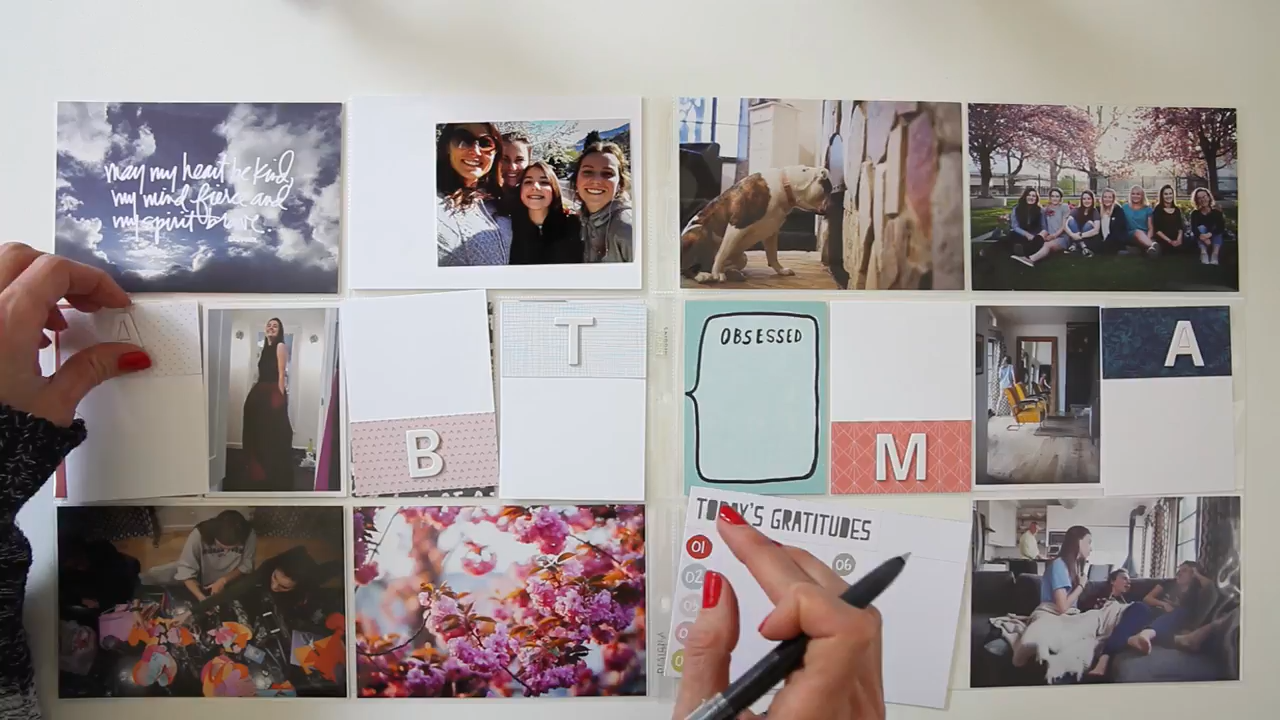 may my heart be kind,
my mind fierce and
my spirit brave.
A
T
B
OBSESSED
M
A
TODAY'S GRATITUDES
01
02
06